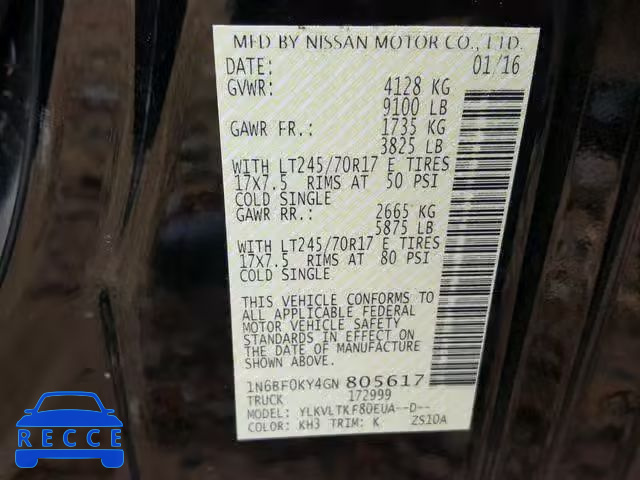 MFD BY NISSAN MOTOR CO., LTD.
DATE: 01/16
GVWR: 4128 KG
9100 LB
GAWR FR.: 1735 KG
3825 LB
WITH LT245/70R17 E TIRES
17X7.5 RIMS AT 50 PSI
COLD SINGLE
GAWR RR.: 2665 KG
5875 LB
WITH LT245/70R17 E TIRES
17X7.5 RIMS AT 80 PSI
COLD SINGLE
THIS VEHICLE CONFORMS TO
ALL APPLICABLE FEDERAL
MOTOR VEHICLE SAFETY
STANDARDS IN EFFECT ON
THE DATE OF MANUFACTURE
SHOWN ABOVE.
1N6BF0KY4GN 805617
TRUCK 172999
MODEL: YLKVLTKF80EUA--D--
COLOR: KH3 TRIM: K ZS10A
RECCE